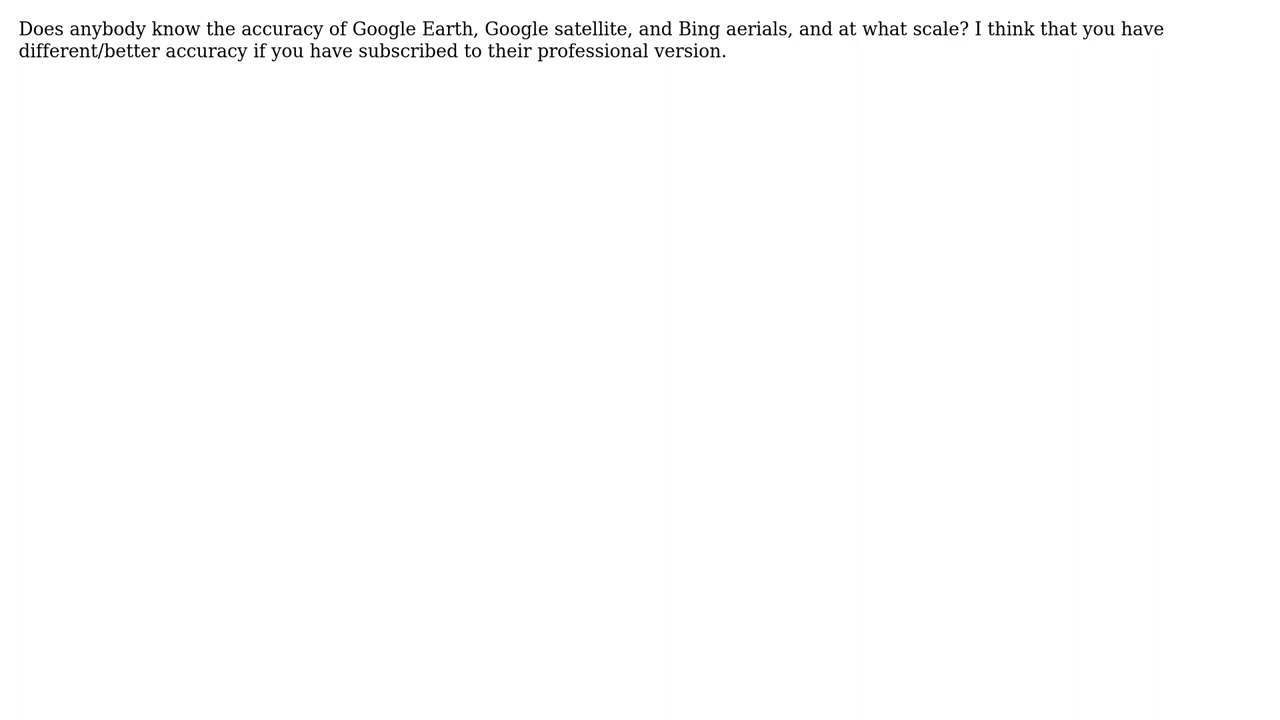 Does anybody know the accuracy of Google Earth, Google satellite, and Bing aerials, and at what scale? I think that you have
different/better accuracy if you have subscribed to their professional version.